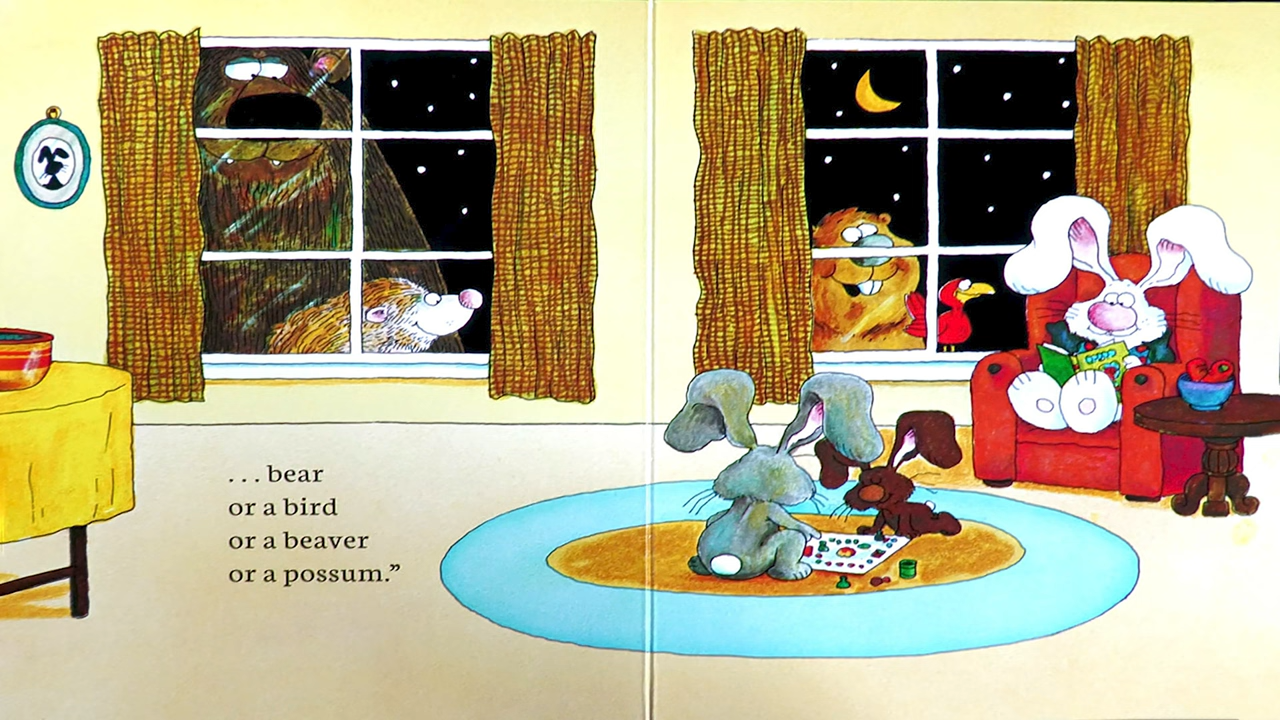 . . . bear
or a bird
or a beaver
or a possum.”